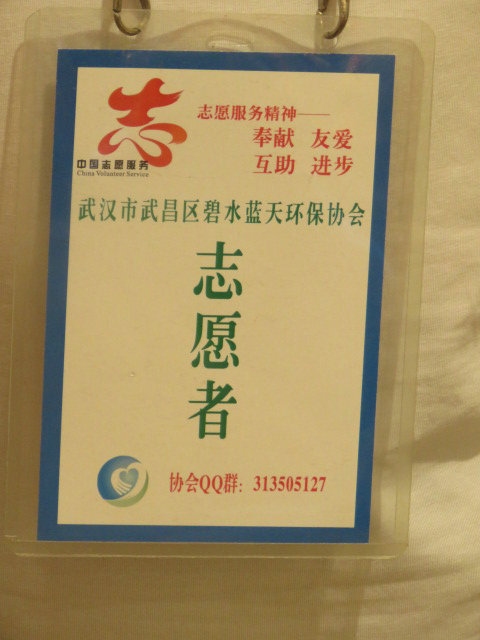 志
中国志愿服务
China Volunteer Service
志愿服务精神——
奉献 友爱
互助 进步
武汉市武昌区碧水蓝天环保协会
志愿者
协会QQ群：313505127